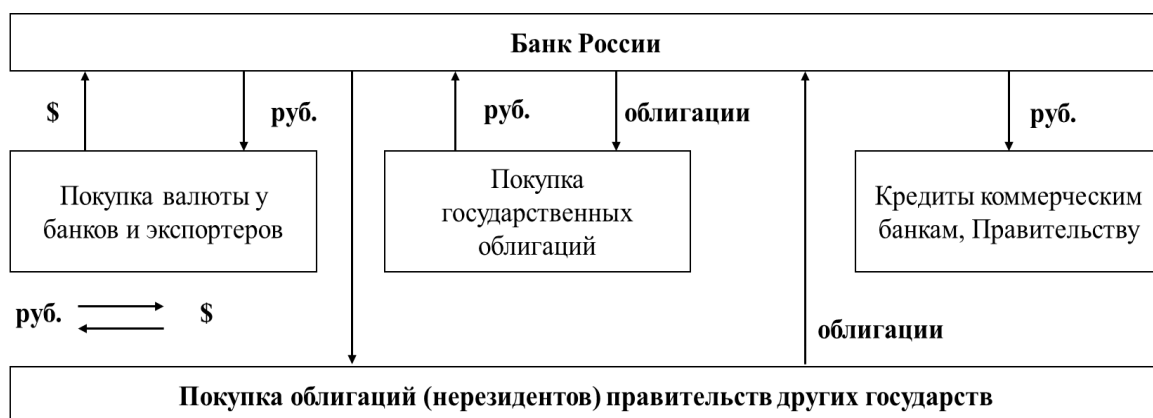 Банк России
$
руб.
руб.
облигации
руб.
Покупка валюты у
банков и экспортеров
Покупка
государственных
облигаций
Кредиты коммерческим
банкам, Правительству
руб.
$
облигации
Покупка облигаций (нерезидентов) правительств других государств